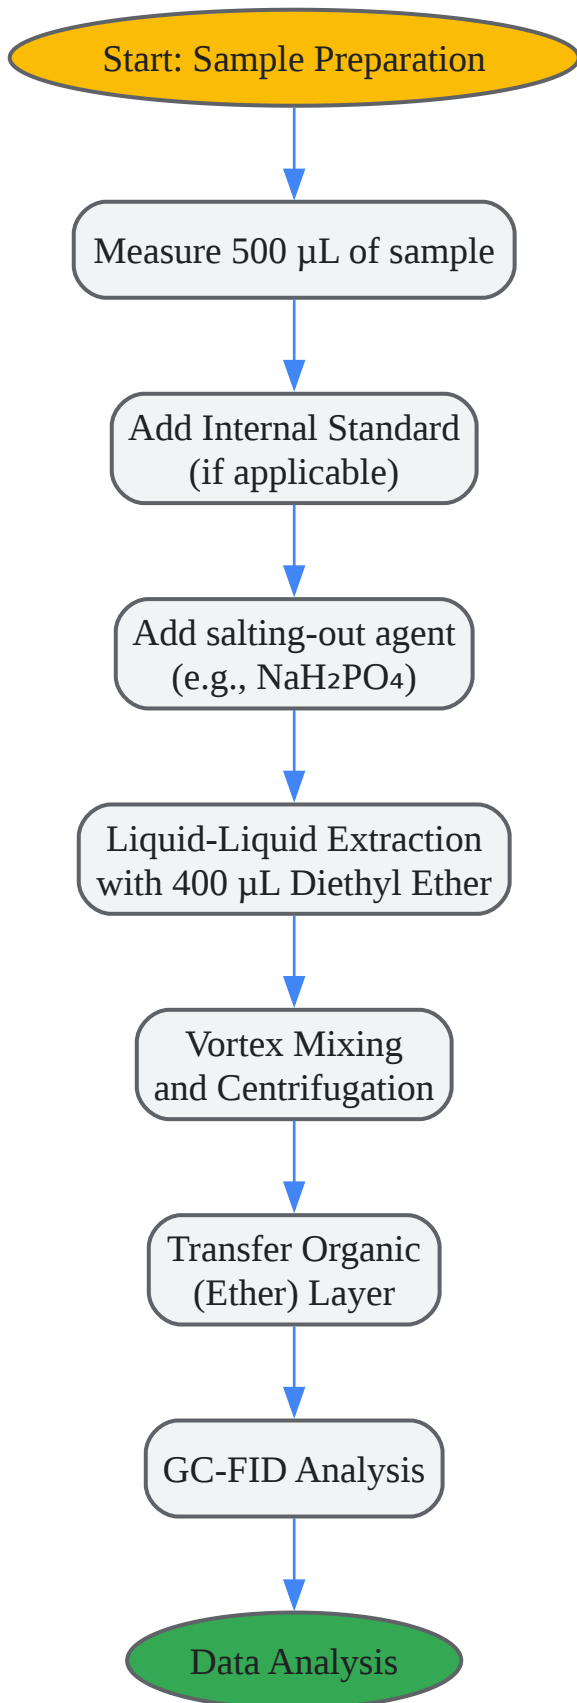 Start: Sample Preparation
Measure 500 µL of sample
Add Internal Standard
(if applicable)
Add salting-out agent
(e.g., NaH₂PO₄)
Liquid-Liquid Extraction
with 400 µL Diethyl Ether
Vortex Mixing
and Centrifugation
Transfer Organic
(Ether) Layer
GC-FID Analysis
Data Analysis